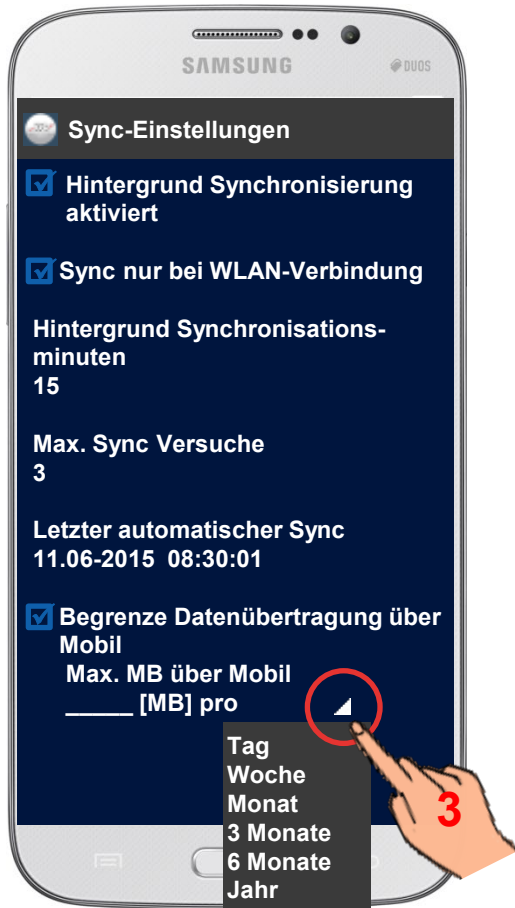 SAMSUNG
DUOS
Sync-Einstellungen
Hintergrund Synchronisierung
aktiviert
Sync nur bei WLAN-Verbindung
Hintergrund Synchronisations-
minuten
15
Max. Sync Versuche
3
Letzter automatischer Sync
11.06-2015 08:30:01
Begrenze Datenübertragung über
Mobil
Max. MB über Mobil
_____ [MB] pro
Tag
Woche
Monat
3 Monate
6 Monate
Jahr
3